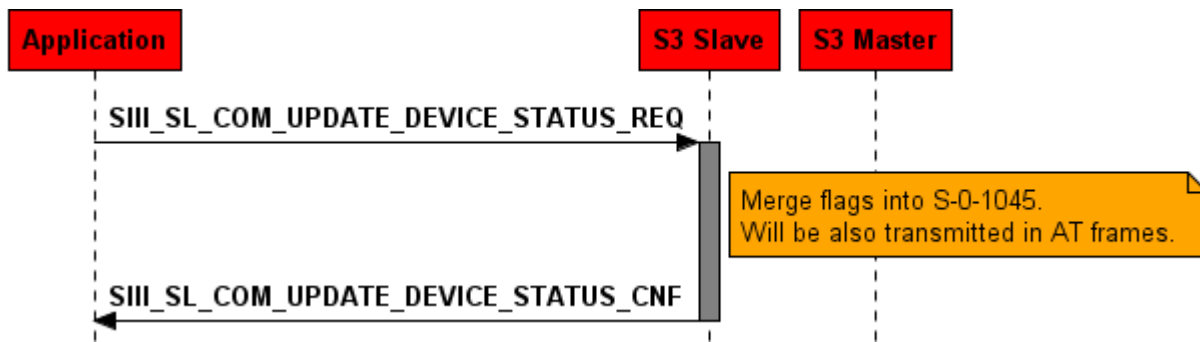 Application
S3 Slave
S3 Master
SIII_SL_COM_UPDATE_DEVICE_STATUS_REQ
Merge flags into S-0-1045.
Will be also transmitted in AT frames.
SIII_SL_COM_UPDATE_DEVICE_STATUS_CNF